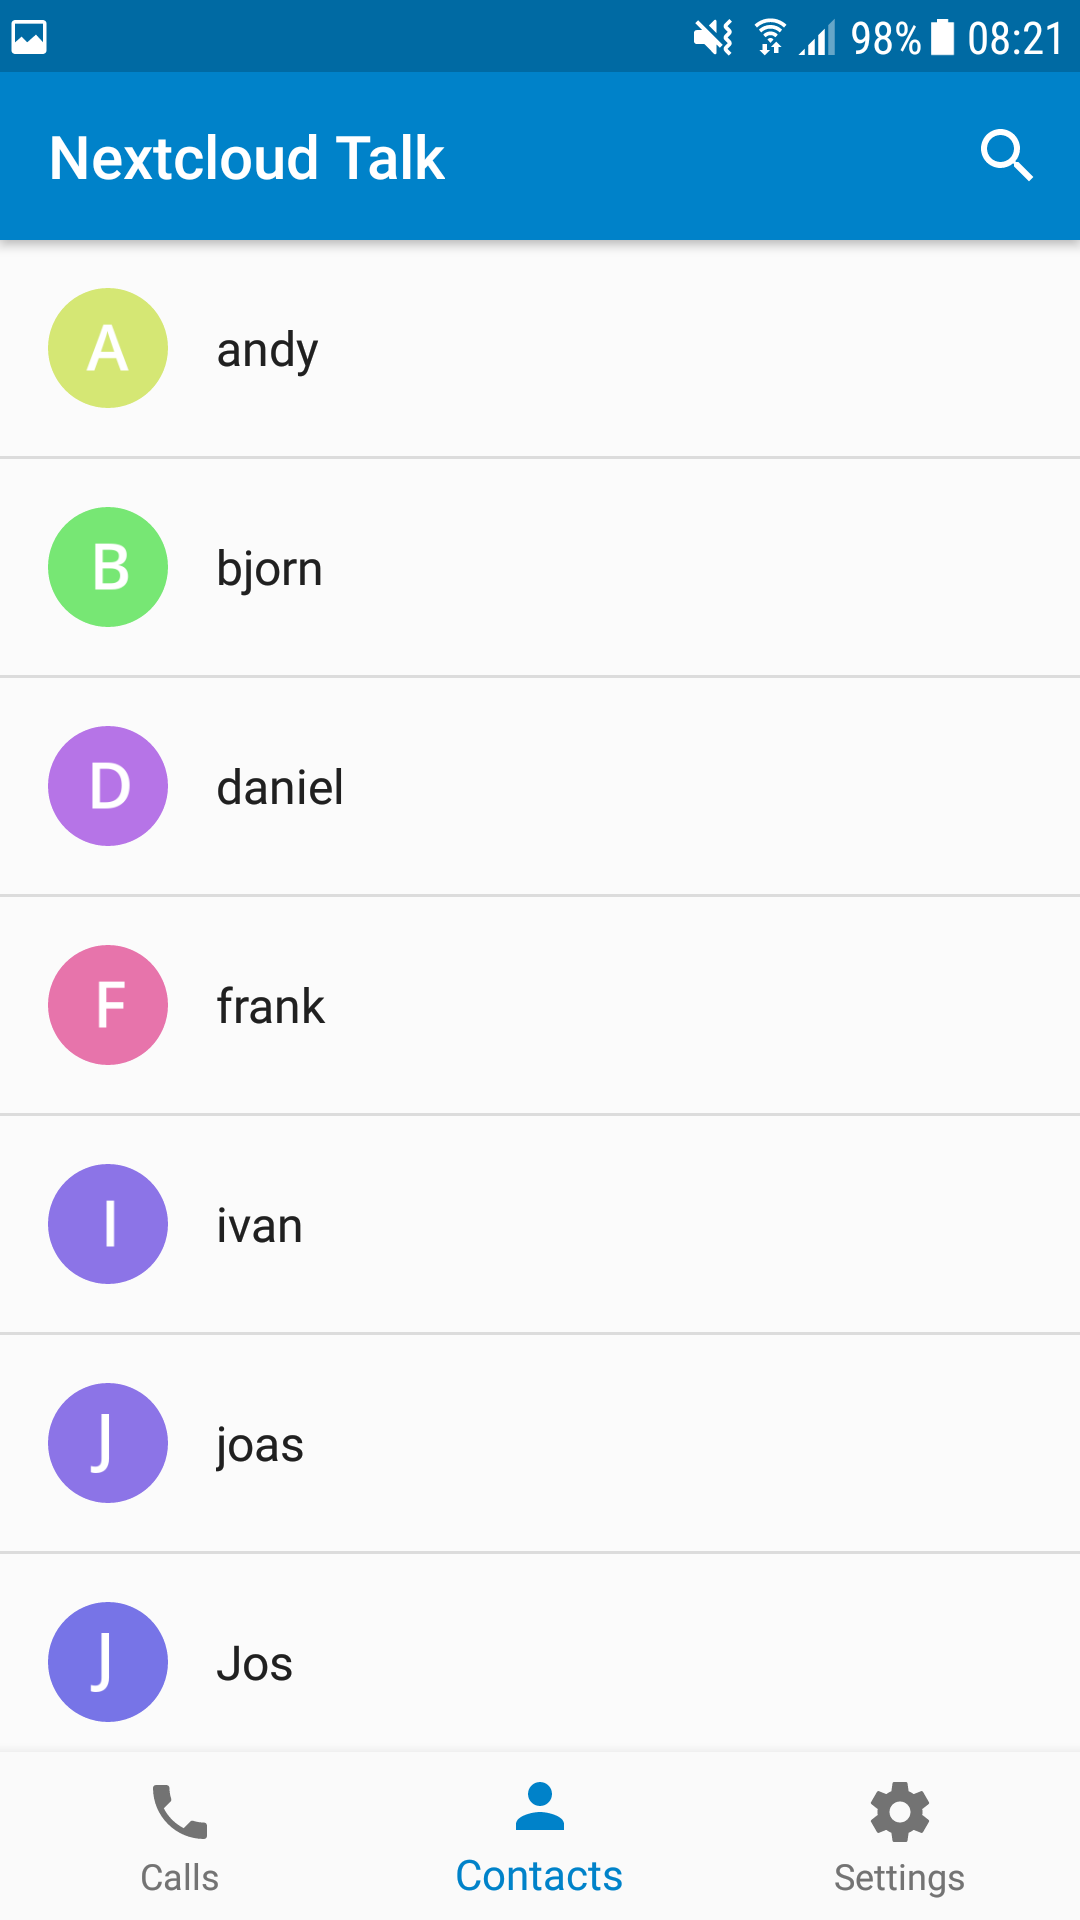 98% 08:21
Nextcloud Talk
A andy
B bjorn
D daniel
F frank
I ivan
J joas
J Jos
Calls Contacts Settings